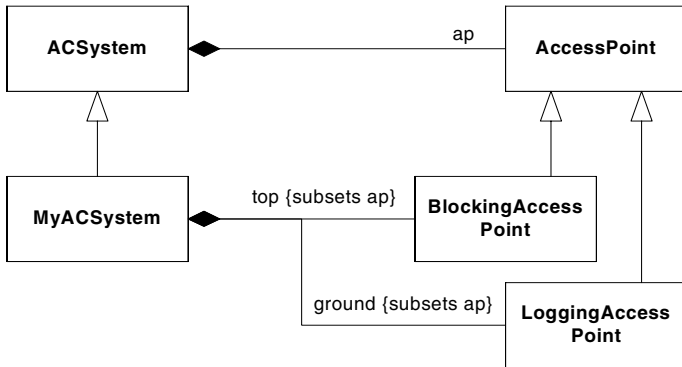 ACSystem
ap
AccessPoint
MyACSystem
top {subsets ap}
BlockingAccess
Point
ground {subsets ap}
LoggingAccess
Point